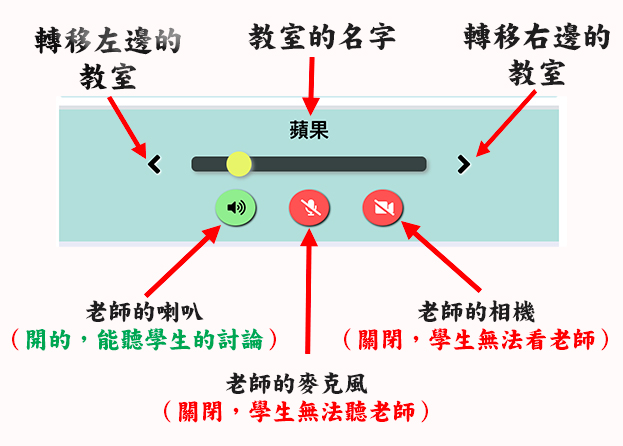 轉移左邊的
教室
教室的名字
轉移右邊的
教室
蘋果
老師的喇叭
（開的，能聽學生的討論）
老師的相機
（關閉，學生無法看老師）
老師的麥克風
（關閉，學生無法聽老師）